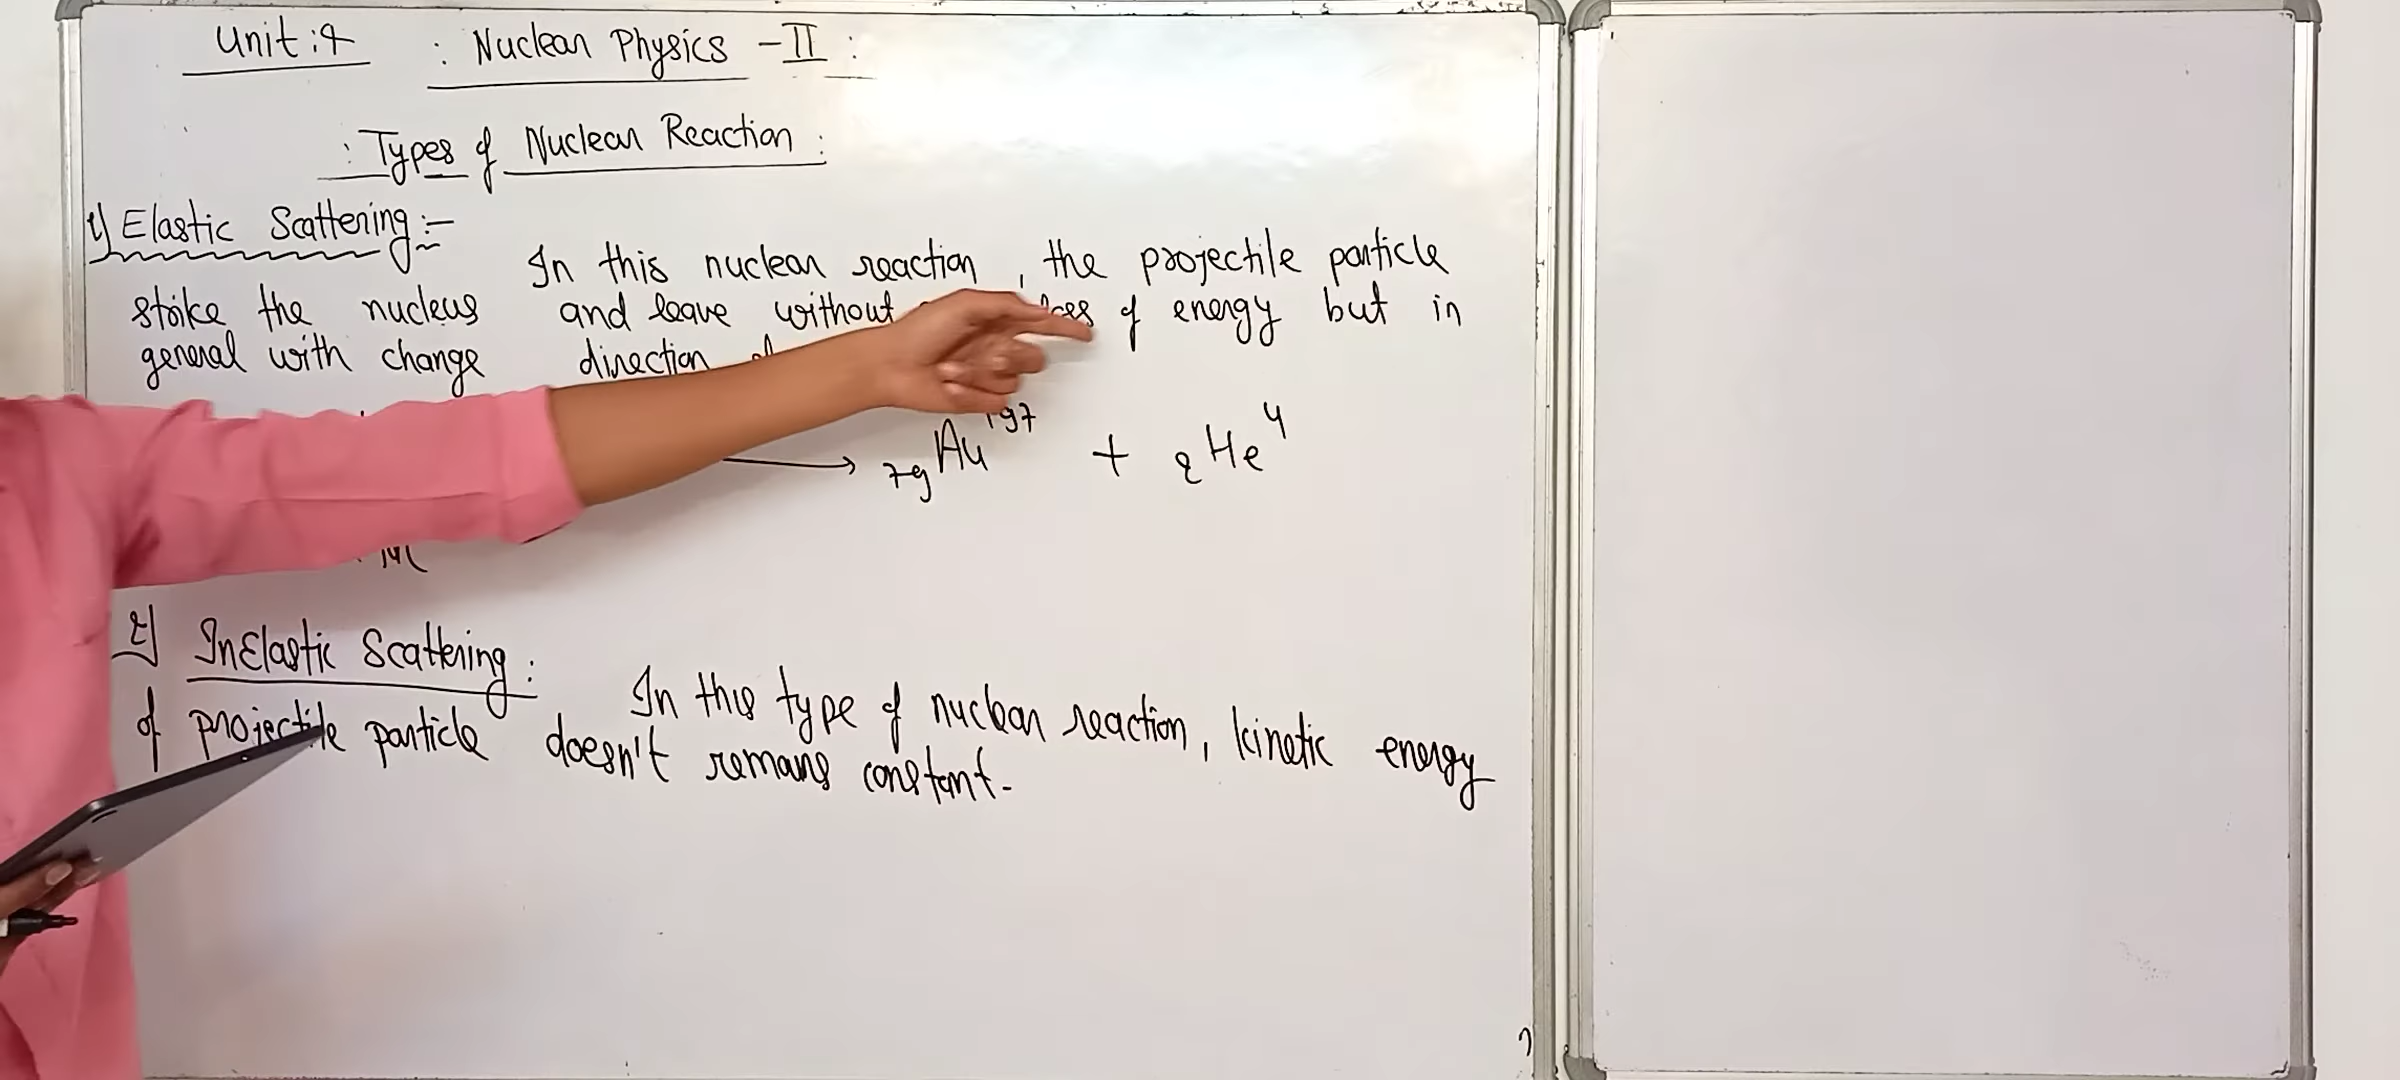 Unit: 4 : Nuclear Physics - II :
: Types of Nuclear Reaction :
1) Elastic Scattering :- In this nuclear reaction, the projectile particle
strike the nucleus and leave without of energy but in
general with change direction
→ 79Au197 + 2He4
2) InElastic Scattering : In this type of nuclear reaction, kinetic energy
of projectile particle doesn't remans constant.